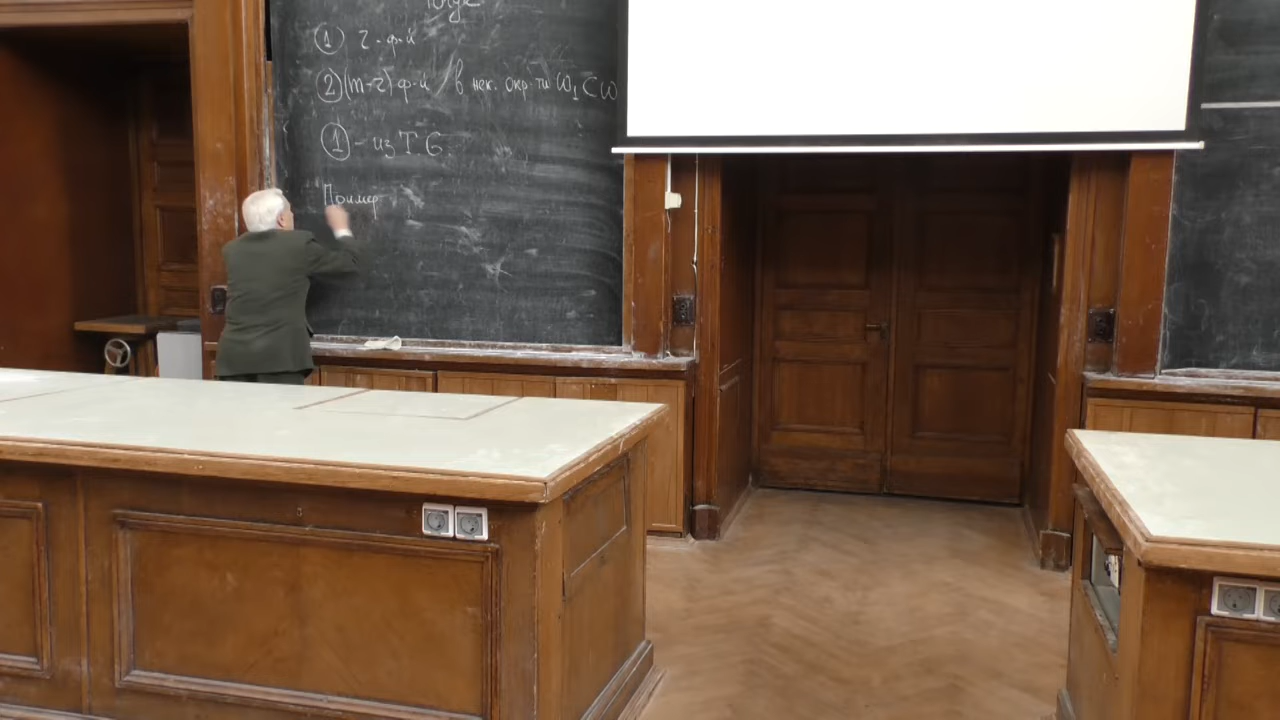 ① r - ф-й
② (m-r) ф-й в нек. окр-ти ω₁ ⊂ ω
① - из Т 6
Пример